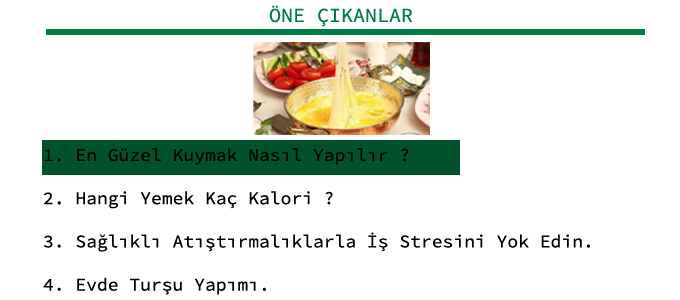 ÖNE ÇIKANLAR
1. En Güzel Kuymak Nasıl Yapılır ?
2. Hangi Yemek Kaç Kalori ?
3. Sağlıklı Atıştırmalıklarla İş Stresini Yok Edin.
4. Evde Turşu Yapımı.